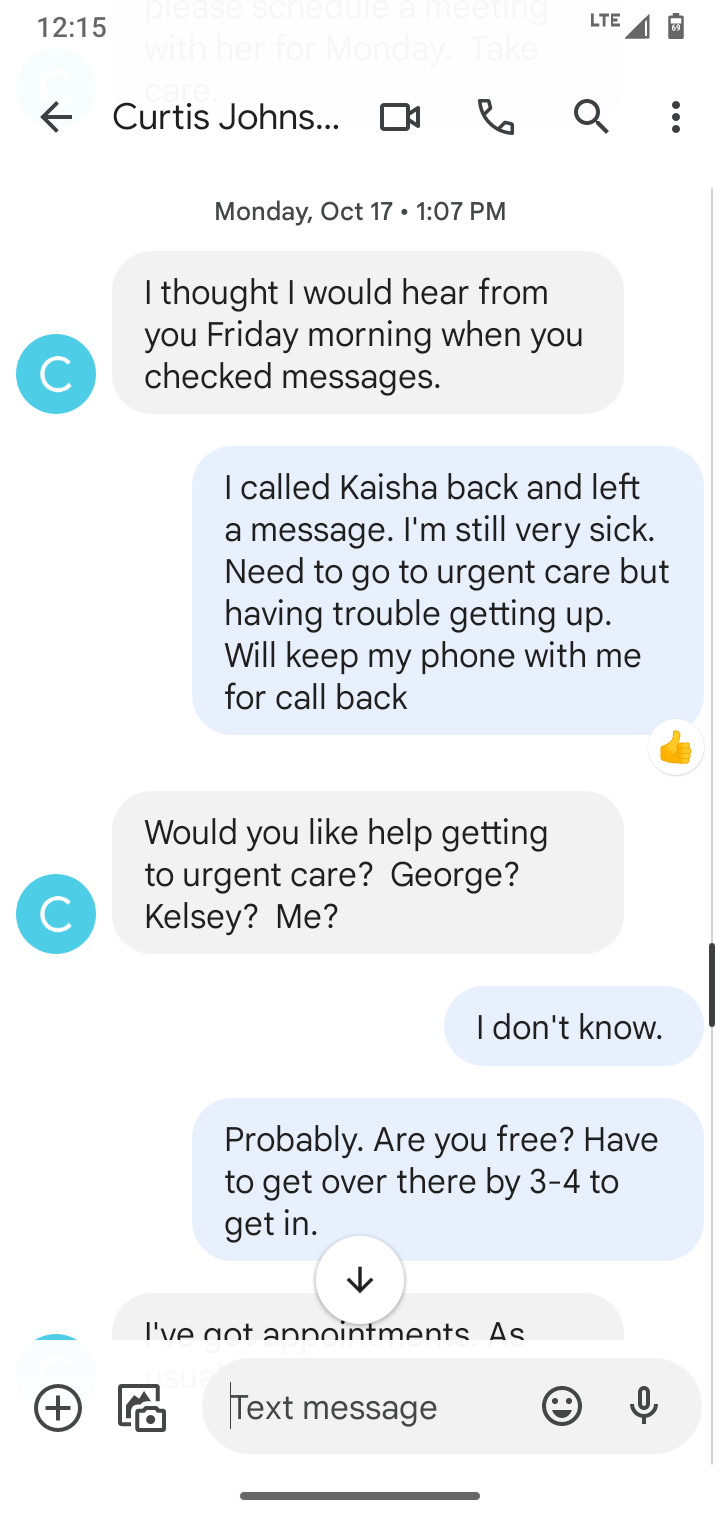 please schedule a meeting
12:15
LTE
69
with her for Monday.  Take
care.
Curtis Johns...
Monday, Oct 17 • 1:07 PM
I thought I would hear from
you Friday morning when you
checked messages.
C
I called Kaisha back and left
a message. I'm still very sick.
Need to go to urgent care but
having trouble getting up.
Will keep my phone with me
for call back
Would you like help getting
to urgent care?  George?
Kelsey?  Me?
C
I don't know.
Probably. Are you free? Have
to get over there by 3-4 to
get in.
I've got appointments.  As
usual
Text message